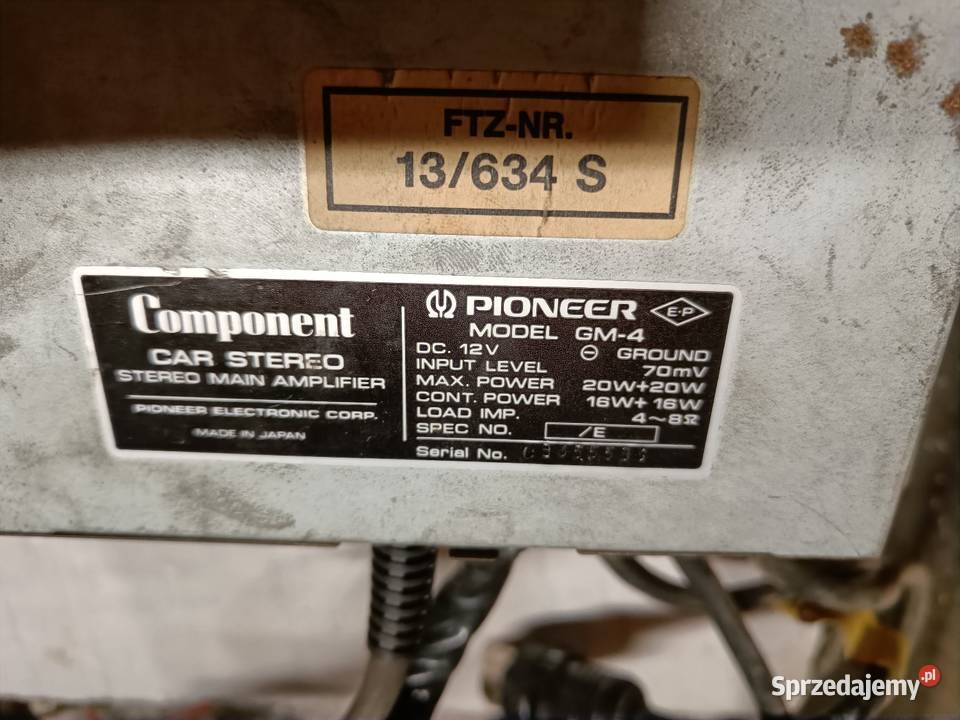 FTZ-NR.
13/634 S
Component
CAR STEREO
STEREO MAIN AMPLIFIER
PIONEER ELECTRONIC CORP.
MADE IN JAPAN
PIONEER E·P
MODEL GM-4
DC. 12V ⊖ GROUND
INPUT LEVEL 70mV
MAX. POWER 20W+20W
CONT. POWER 16W+16W
LOAD IMP. 4~8Ω
SPEC NO. /E
Serial No.
Sprzedajemy.pl